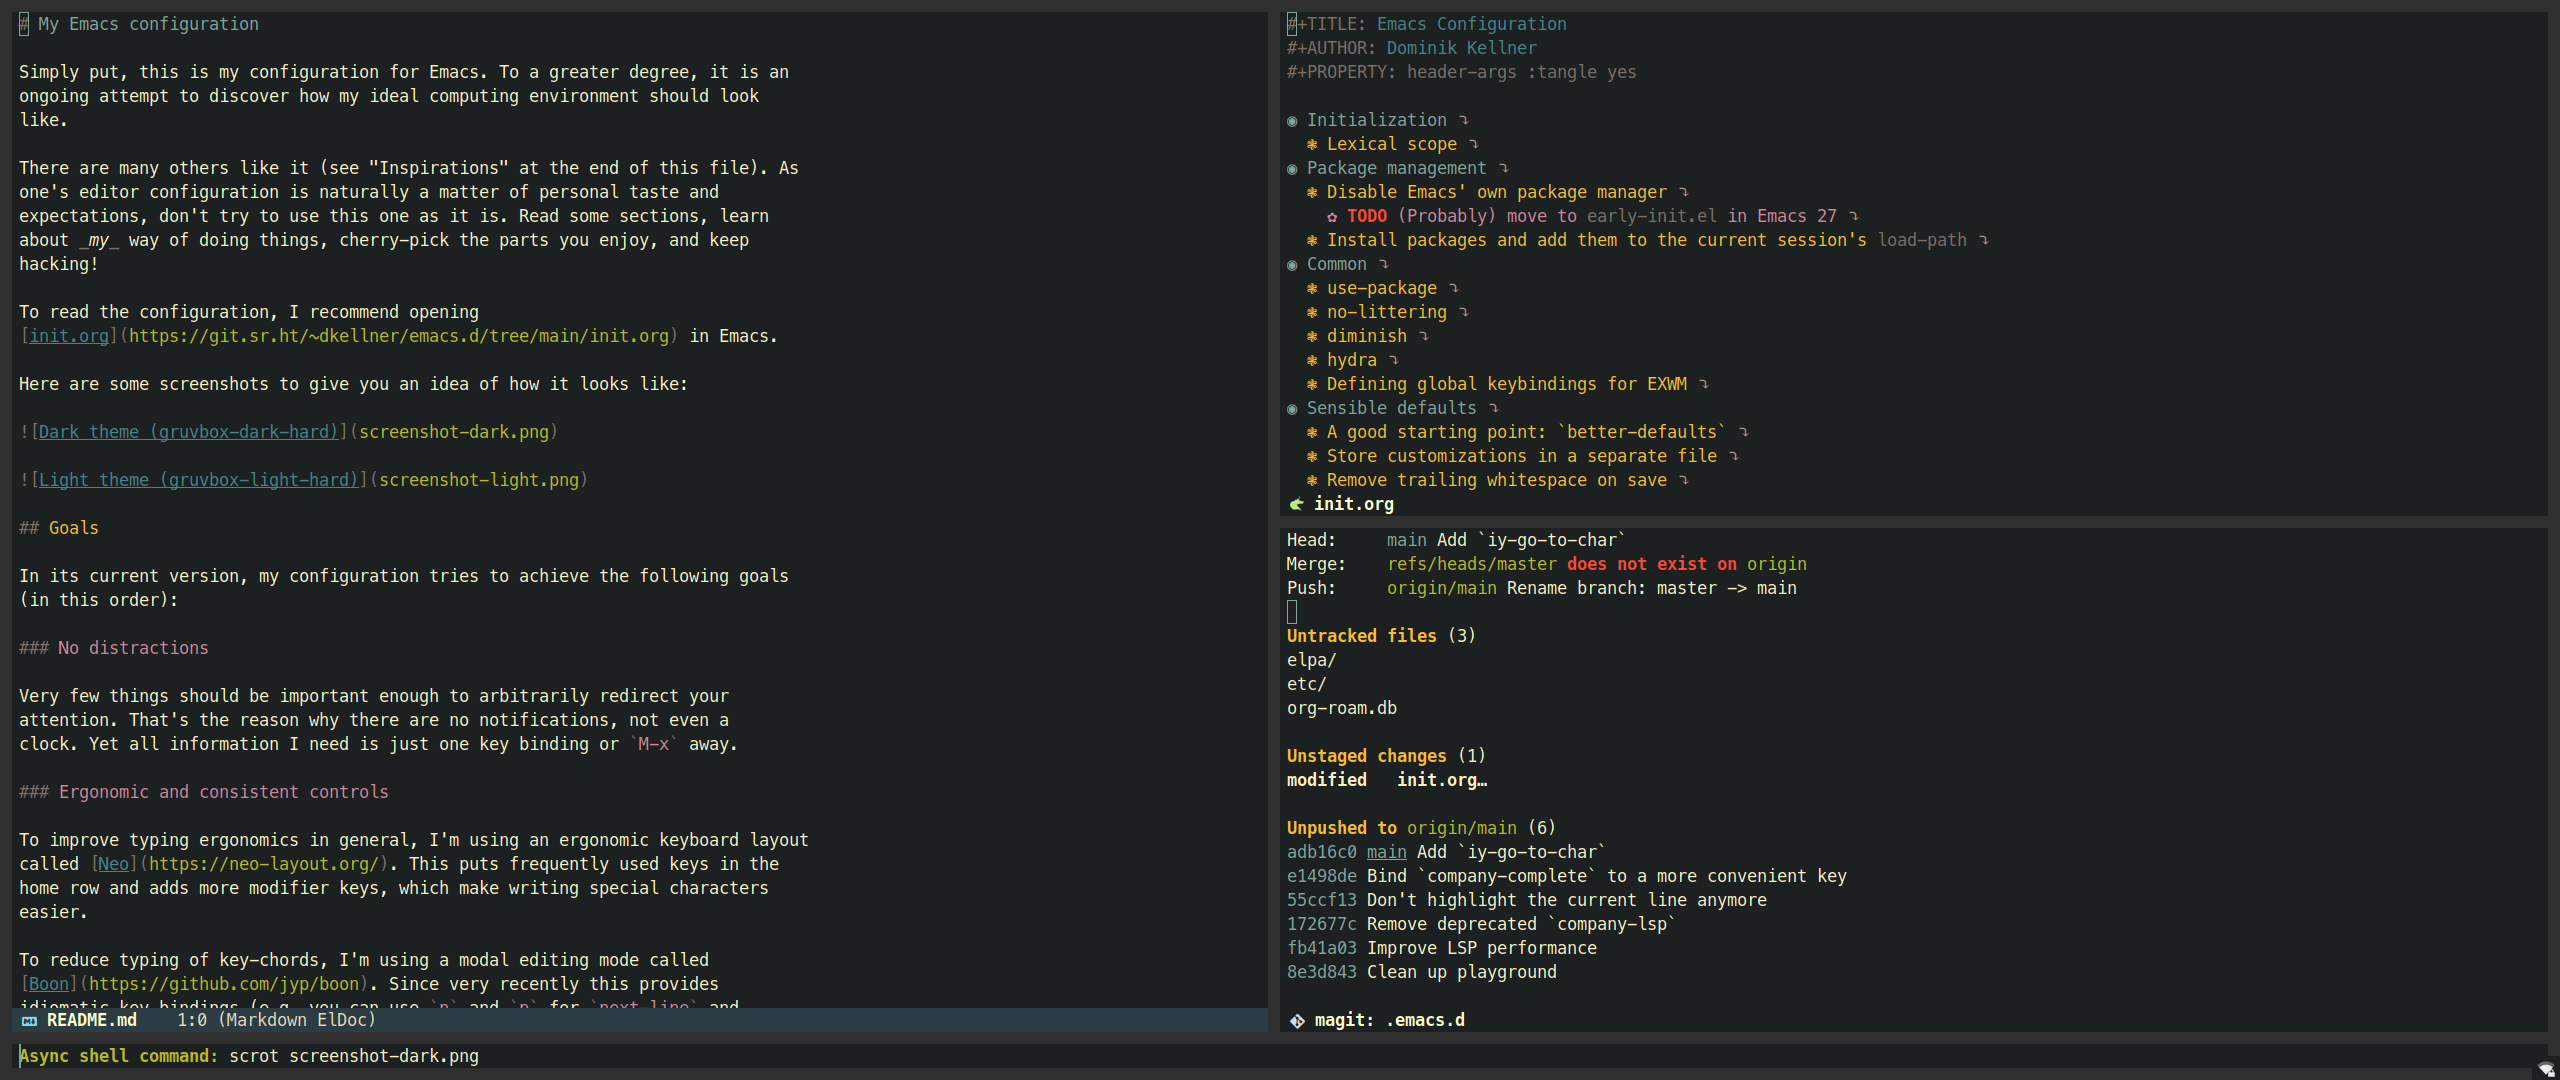 # My Emacs configuration
Simply put, this is my configuration for Emacs. To a greater degree, it is an
ongoing attempt to discover how my ideal computing environment should look
like.
There are many others like it (see "Inspirations" at the end of this file). As
one's editor configuration is naturally a matter of personal taste and
expectations, don't try to use this one as it is. Read some sections, learn
about _my_ way of doing things, cherry-pick the parts you enjoy, and keep
hacking!
To read the configuration, I recommend opening
[init.org](https://git.sr.ht/~dkellner/emacs.d/tree/main/init.org) in Emacs.
Here are some screenshots to give you an idea of how it looks like:
![Dark theme (gruvbox-dark-hard)](screenshot-dark.png)
![Light theme (gruvbox-light-hard)](screenshot-light.png)
## Goals
In its current version, my configuration tries to achieve the following goals
(in this order):
### No distractions
Very few things should be important enough to arbitrarily redirect your
attention. That's the reason why there are no notifications, not even a
clock. Yet all information I need is just one key binding or `M-x` away.
### Ergonomic and consistent controls
To improve typing ergonomics in general, I'm using an ergonomic keyboard layout
called [Neo](https://neo-layout.org/). This puts frequently used keys in the
home row and adds more modifier keys, which make writing special characters
easier.
To reduce typing of key-chords, I'm using a modal editing mode called
[Boon](https://github.com/jyp/boon). Since very recently this provides
idiomatic key bindings (e.g. you can use `n` and `p` for `next-line` and
README.md 1:0 (Markdown ElDoc)
#+TITLE: Emacs Configuration
#+AUTHOR: Dominik Kellner
#+PROPERTY: header-args :tangle yes
◉ Initialization ⤵
❃ Lexical scope ⤵
◉ Package management ⤵
❃ Disable Emacs' own package manager ⤵
✿ TODO (Probably) move to early-init.el in Emacs 27 ⤵
❃ Install packages and add them to the current session's load-path ⤵
◉ Common ⤵
❃ use-package ⤵
❃ no-littering ⤵
❃ diminish ⤵
❃ hydra ⤵
❃ Defining global keybindings for EXWM ⤵
◉ Sensible defaults ⤵
❃ A good starting point: `better-defaults` ⤵
❃ Store customizations in a separate file ⤵
❃ Remove trailing whitespace on save ⤵
init.org
Head: main Add `iy-go-to-char`
Merge: refs/heads/master does not exist on origin
Push: origin/main Rename branch: master -> main
Untracked files (3)
elpa/
etc/
org-roam.db
Unstaged changes (1)
modified init.org…
Unpushed to origin/main (6)
adb16c0 main Add `iy-go-to-char`
e1498de Bind `company-complete` to a more convenient key
55ccf13 Don't highlight the current line anymore
172677c Remove deprecated `company-lsp`
fb41a03 Improve LSP performance
8e3d843 Clean up playground
magit: .emacs.d
Async shell command: scrot screenshot-dark.png